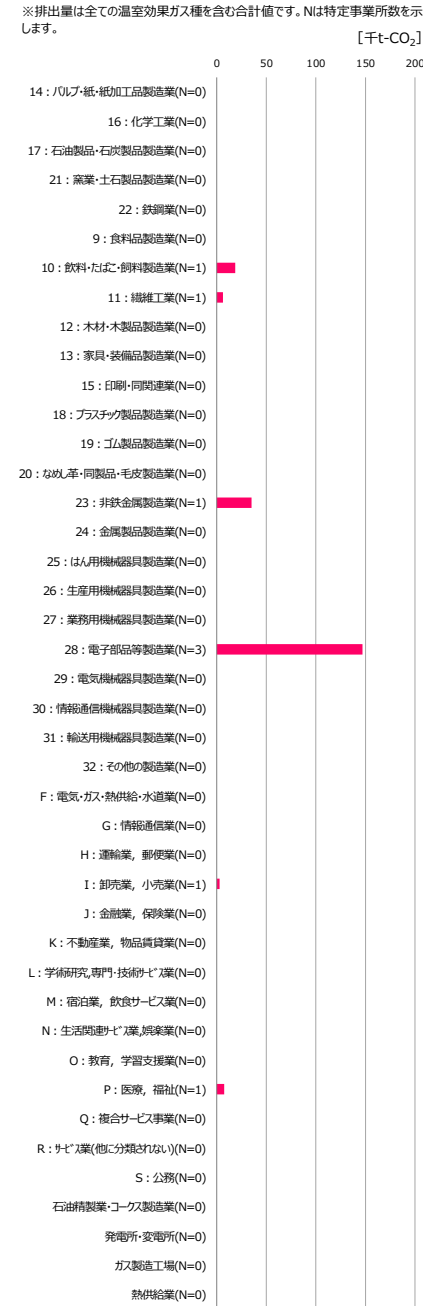 ※排出量は全ての温室効果ガス種を含む合計値です。Nは特定事業所数を示
します。
[千t-CO₂]
0 50 100 150 200
14：パルプ・紙・紙加工品製造業(N=0)
16：化学工業(N=0)
17：石油製品・石炭製品製造業(N=0)
21：窯業・土石製品製造業(N=0)
22：鉄鋼業(N=0)
9：食料品製造業(N=0)
10：飲料・たばこ・飼料製造業(N=1)
11：繊維工業(N=1)
12：木材・木製品製造業(N=0)
13：家具・装備品製造業(N=0)
15：印刷・同関連業(N=0)
18：プラスチック製品製造業(N=0)
19：ゴム製品製造業(N=0)
20：なめし革・同製品・毛皮製造業(N=0)
23：非鉄金属製造業(N=1)
24：金属製品製造業(N=0)
25：はん用機械器具製造業(N=0)
26：生産用機械器具製造業(N=0)
27：業務用機械器具製造業(N=0)
28：電子部品等製造業(N=3)
29：電気機械器具製造業(N=0)
30：情報通信機械器具製造業(N=0)
31：輸送用機械器具製造業(N=0)
32：その他の製造業(N=0)
F：電気・ガス・熱供給・水道業(N=0)
G：情報通信業(N=0)
H：運輸業，郵便業(N=0)
I：卸売業，小売業(N=1)
J：金融業，保険業(N=0)
K：不動産業，物品賃貸業(N=0)
L：学術研究,専門・技術ｻｰﾋﾞｽ業(N=0)
M：宿泊業，飲食サービス業(N=0)
N：生活関連ｻｰﾋﾞｽ業,娯楽業(N=0)
O：教育，学習支援業(N=0)
P：医療，福祉(N=1)
Q：複合サービス事業(N=0)
R：ｻｰﾋﾞｽ業(他に分類されない)(N=0)
S：公務(N=0)
石油精製業・コークス製造業(N=0)
発電所・変電所(N=0)
ガス製造工場(N=0)
熱供給業(N=0)